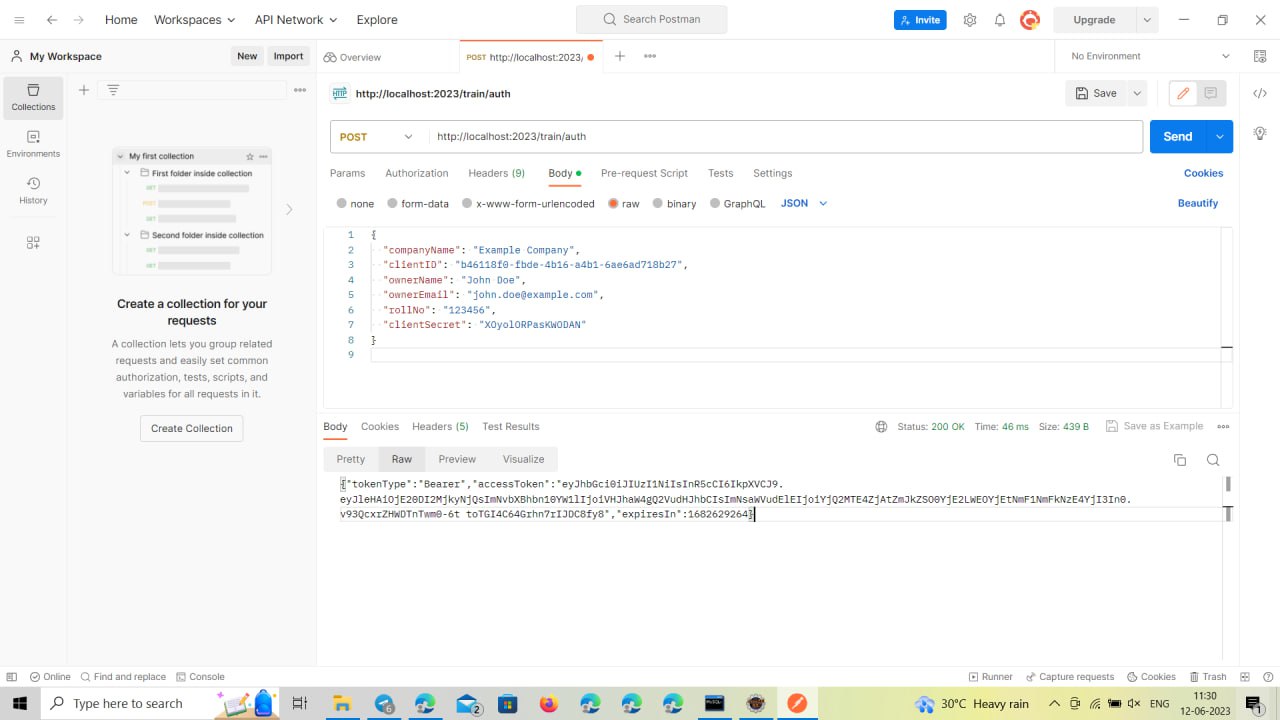 Home Workspaces API Network Explore Search Postman Invite Upgrade
My Workspace New Import Overview POST http://localhost:2023/ No Environment
Collections
Environments
History
My first collection
First folder inside collection
GET
POST
GET
Second folder inside collection
GET
GET
Create a collection for your
requests
A collection lets you group related
requests and easily set common
authorization, tests, scripts, and
variables for all requests in it.
Create Collection
HTTP http://localhost:2023/train/auth Save
POST http://localhost:2023/train/auth Send
Params Authorization Headers (9) Body Pre-request Script Tests Settings Cookies
none form-data x-www-form-urlencoded raw binary GraphQL JSON Beautify
1 {
2 "companyName": "Example Company",
3 "clientID": "b46118f0-fbde-4b16-a4b1-6ae6ad718b27",
4 "ownerName": "John Doe",
5 "ownerEmail": "john.doe@example.com",
6 "rollNo": "123456",
7 "clientSecret": "XOyolORPasKWODAN"
8 }
9
Body Cookies Headers (5) Test Results Status: 200 OK Time: 46 ms Size: 439 B Save as Example
Pretty Raw Preview Visualize
{"tokenType":"Bearer","accessToken":"eyJhbGci0iJIUzI1NiIsInR5cCI6IkpXVCJ9.
eyJleHAiOjE2ODI2MjkyNjQsImNvbXBhbn10YW1lIjoiVHJhaW4gQ2VudHJhbCIsImNsaWVudElEIjoiYjQ2MTE4ZjAtZmJkZS00YjE2LWEOYjEtNmF1NmFkNzE4YjI3In0.
v93QcxrZHWDTnTwm0-6t toTGI4C64Grhn7rIJDC8fy8","expiresIn":1682629264}
Online Find and replace Console Runner Capture requests Cookies Trash
Type here to search 6 2 30°C Heavy rain ENG 11:30
12-06-2023 1